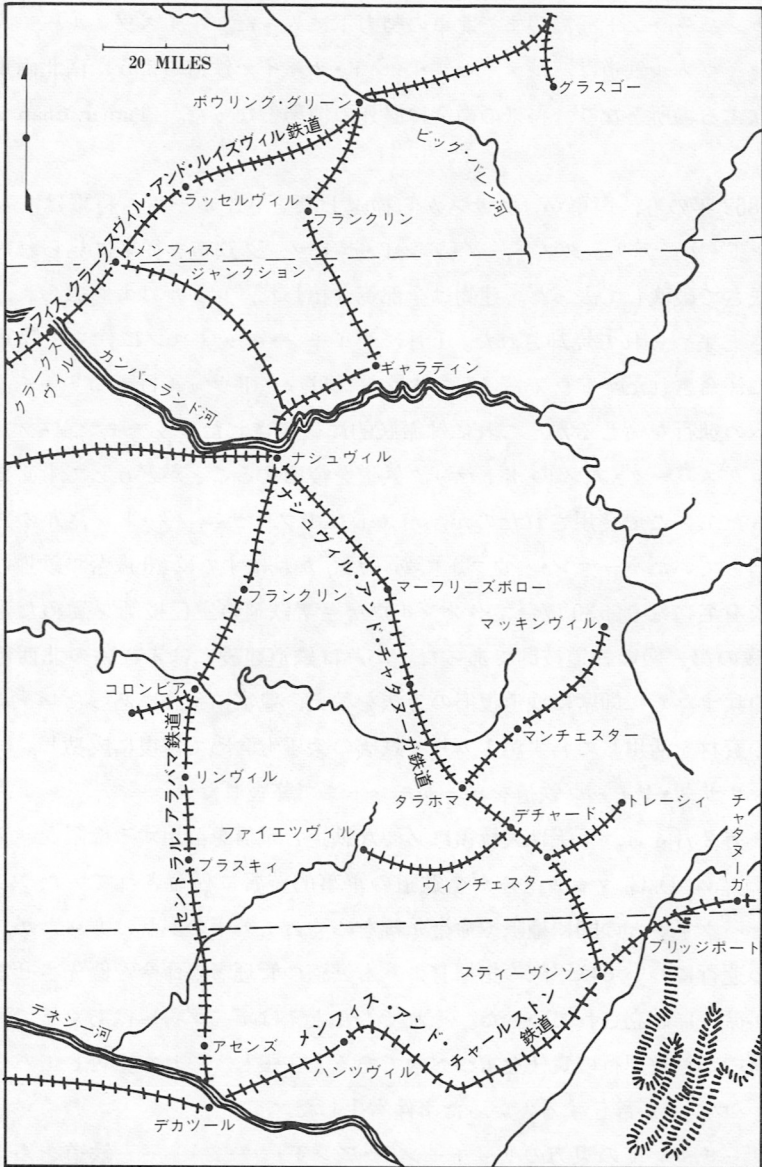 20 MILES
グラスゴー
ボウリング・グリーン
ビッグ・バレン河
メンフィス・クラークスヴィル・アンド・ルイズヴィル鉄道
ラッセルヴィル
フランクリン
メンフィス・
ジャンクション
クラークス
ヴィル
カンバーランド河
ギャラティン
ナシュヴィル
ナシュヴィル・アンド・チャタヌーガ鉄道
フランクリン
マーフリーズボロー
マッキンヴィル
コロンビア
マンチェスター
セントラル・アラバマ鉄道
リンヴィル
タラホマ
デチャード
トレーシィ
チャタヌーガ
ファイエツヴィル
プラスキィ
ウィンチェスター
ブリッジポート
スティーヴンソン
テネシー河
アセンズ
メンフィス・アンド・
チャールストン
鉄道
ハンツヴィル
デカツール